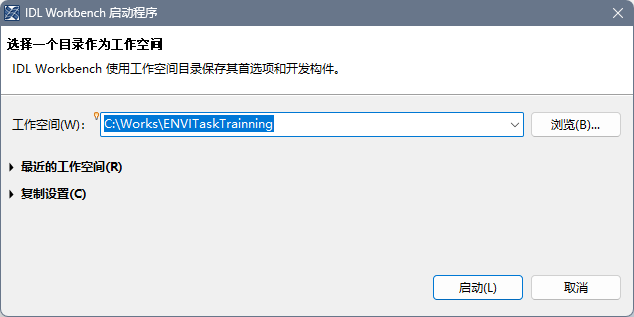 IDL Workbench 启动程序
选择一个目录作为工作空间
IDL Workbench 使用工作空间目录保存其首选项和开发构件。
工作空间(W)： C:\Works\ENVITaskTrainning 浏览(B)...
最近的工作空间(R)
复制设置(C)
启动(L) 取消